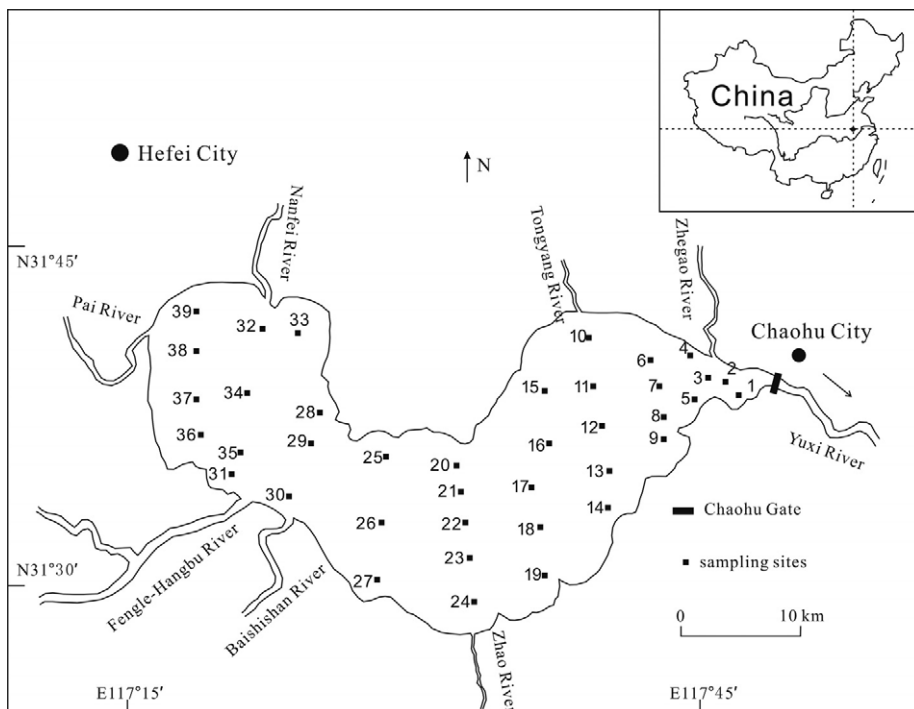 China
Hefei City
N
Nanfei River
Tongyang River
Zhegao River
N31°45′
Pai River
Chaohu City
39
32
33
10
4
38
6
3
2
1
37
34
15
11
7
5
28
8
36
29
12
9
Yuxi River
35
25
20
16
31
13
21
17
30
14
Chaohu Gate
26
22
18
Fengle-Hangbu River
23
sampling sites
N31°30′
27
19
Baishishan River
24
0
10 km
Zhao River
E117°15′
E117°45′